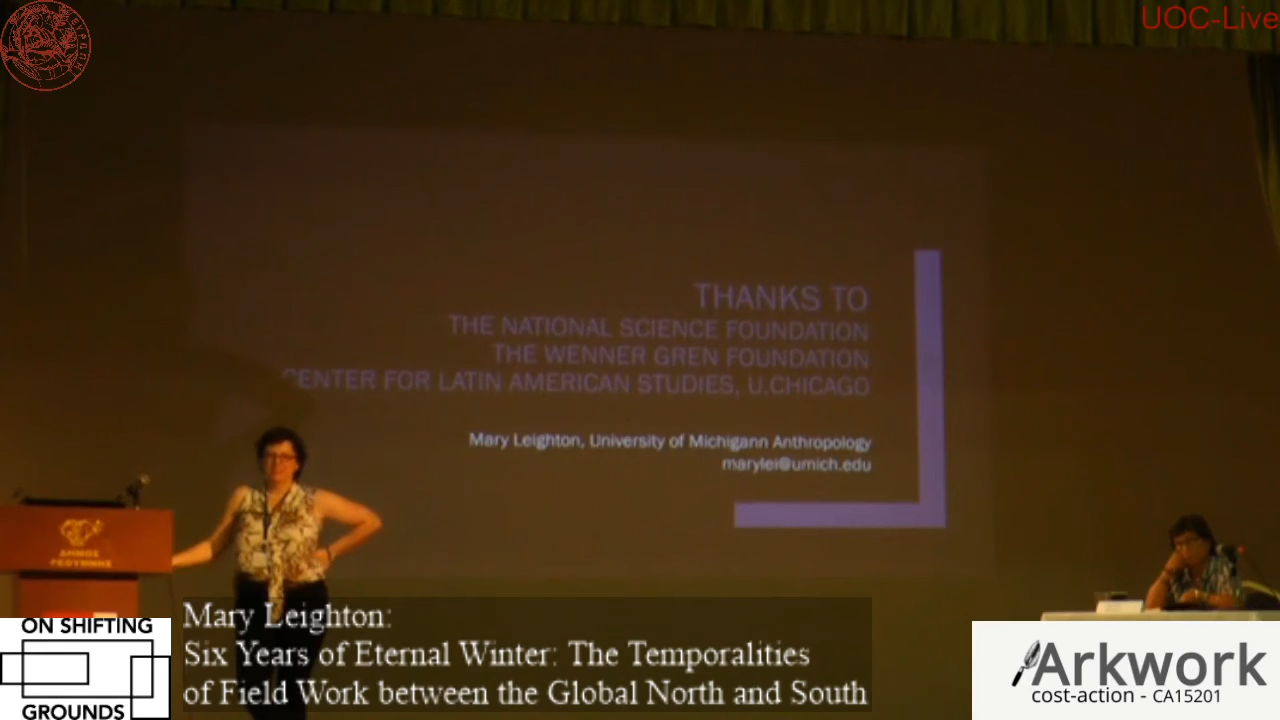 UOC-Live
THANKS TO
THE NATIONAL SCIENCE FOUNDATION
THE WENNER GREN FOUNDATION
CENTER FOR LATIN AMERICAN STUDIES, U.CHICAGO
Mary Leighton, University of Michigann Anthropology
marylei@umich.edu
ΔΗΜΟΣ
ΡΕΘΥΜΝΗΣ
ON SHIFTING
GROUNDS
Mary Leighton:
Six Years of Eternal Winter: The Temporalities
of Field Work between the Global North and South
Arkwork
cost-action - CA15201